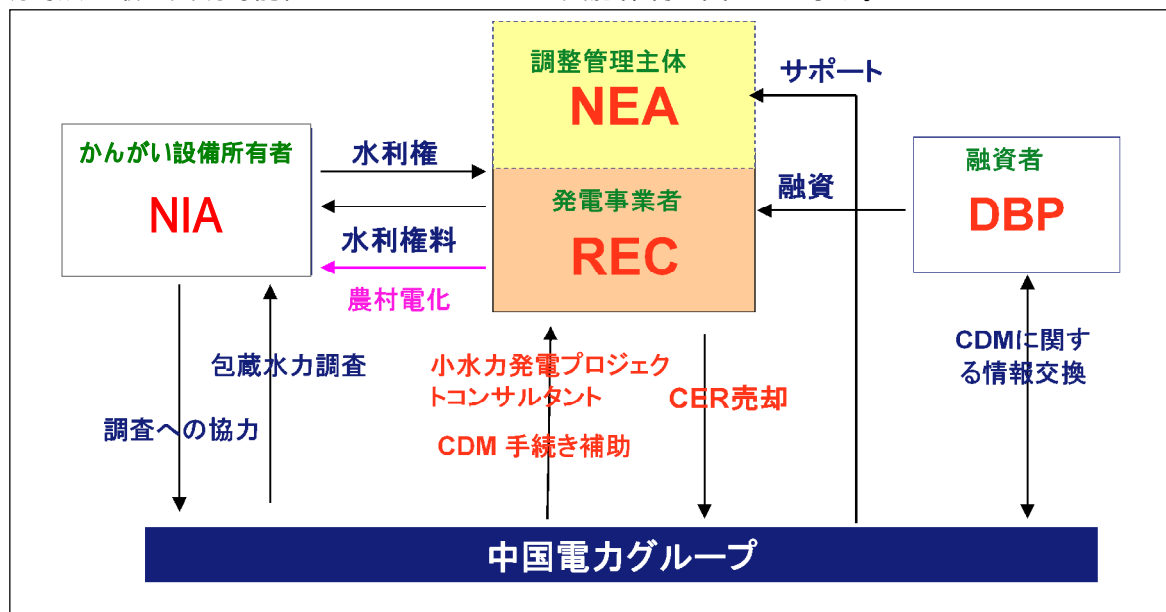 調整管理主体
NEA
サポート
かんがい設備所有者
NIA
水利権
水利権料
農村電化
発電事業者
REC
融資
融資者
DBP
包蔵水力調査
調査への協力
小水力発電プロジェク
トコンサルタント
CDM 手続き補助
CER売却
CDMに関す
る情報交換
中国電力グループ